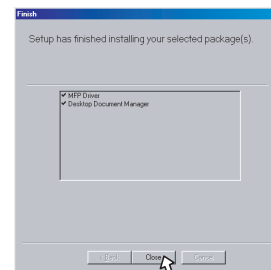 Finish
Setup has finished installing your selected package(s).
✔ MFP Driver
✔ Desktop Document Manager
< Back Close Cancel